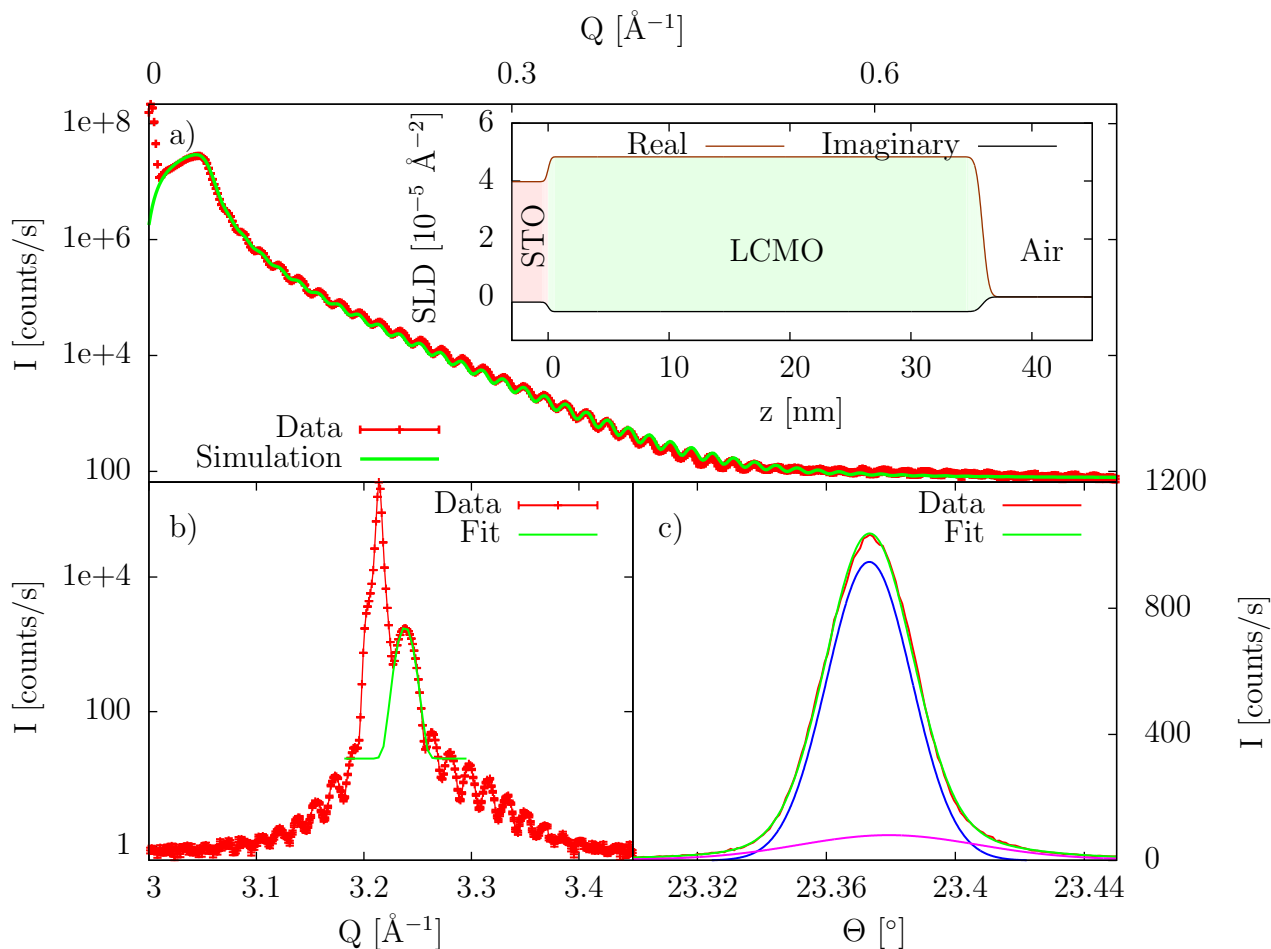 Q [Å⁻¹]
0 0.3 0.6
1e+8
1e+6
1e+4
100
I [counts/s]
a)
Data
Simulation
SLD [10⁻⁵ Å⁻²]
6
4
2
0
Real Imaginary
STO LCMO Air
0 10 20 30 40
z [nm]
b)
Data
Fit
1e+4
100
1
I [counts/s]
3 3.1 3.2 3.3 3.4
Q [Å⁻¹]
c)
Data
Fit
1200
800
400
0
I [counts/s]
23.32 23.36 23.4 23.44
Θ [°]